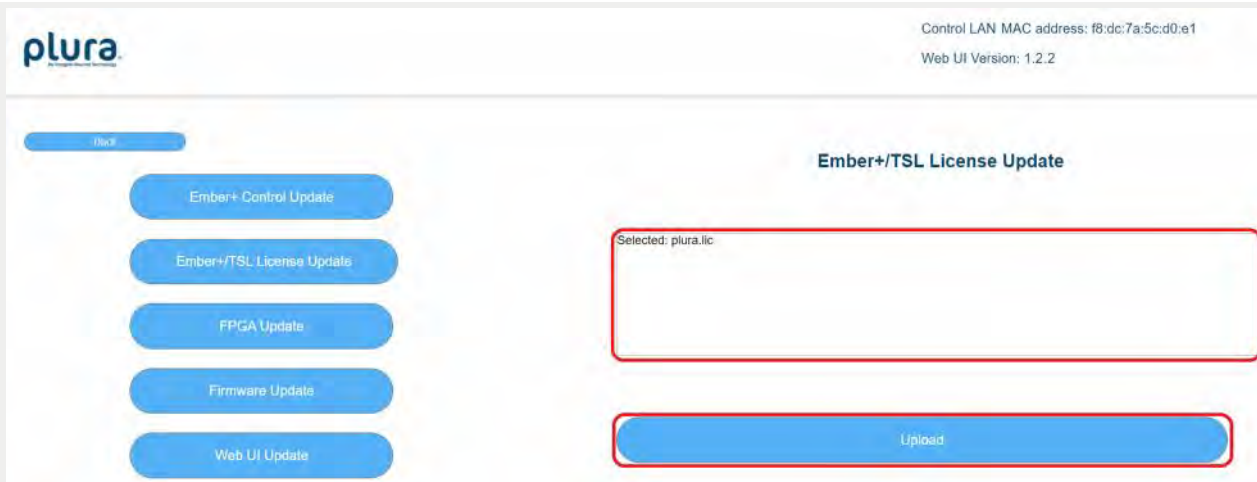 plura
Control LAN MAC address: f8:dc:7a:5c:d0:e1
Web UI Version: 1.2.2
Ember+ Control Update
Ember+/TSL License Update
FPGA Update
Firmware Update
Web UI Update
Ember+/TSL License Update
Selected: plura.lic
Upload